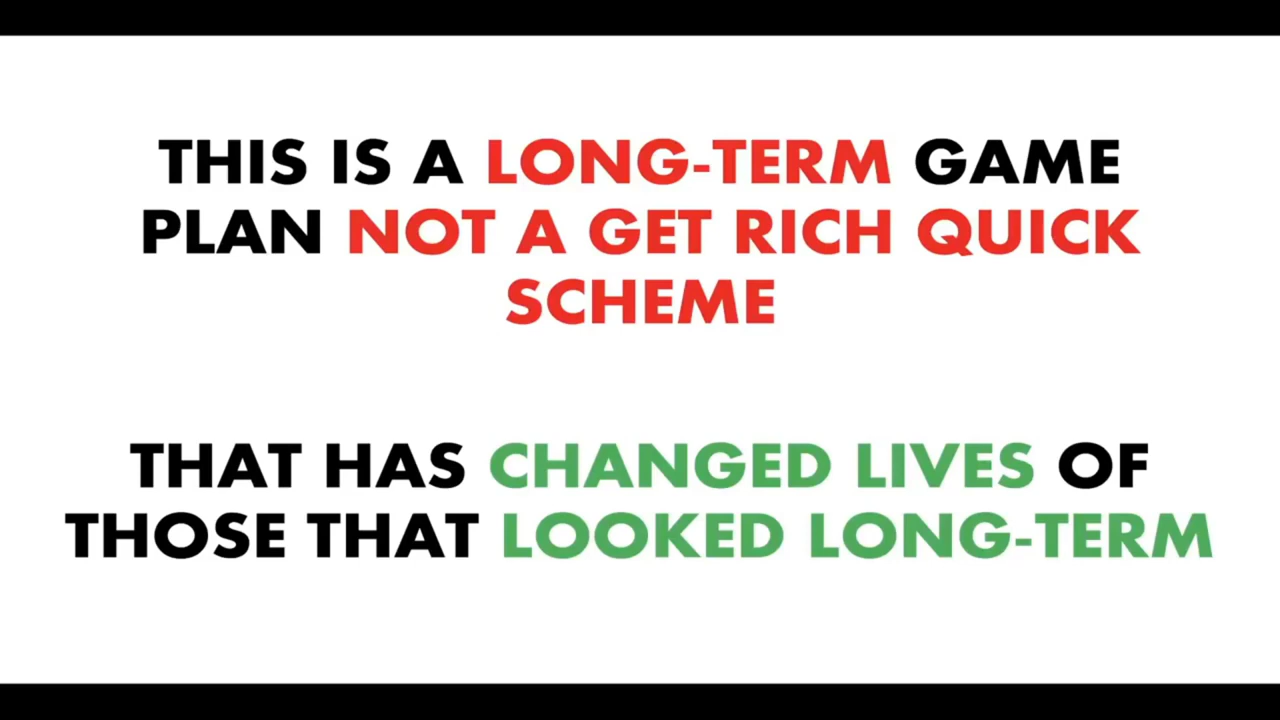 THIS IS A LONG-TERM GAME
PLAN NOT A GET RICH QUICK
SCHEME
THAT HAS CHANGED LIVES OF
THOSE THAT LOOKED LONG-TERM